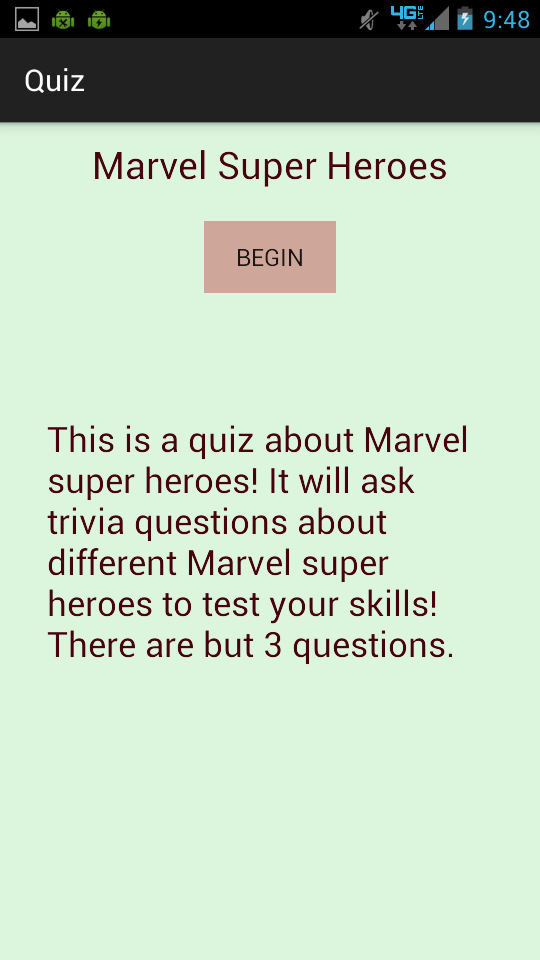 4G LTE 9:48
Quiz
Marvel Super Heroes
BEGIN
This is a quiz about Marvel
super heroes! It will ask
trivia questions about
different Marvel super
heroes to test your skills!
There are but 3 questions.